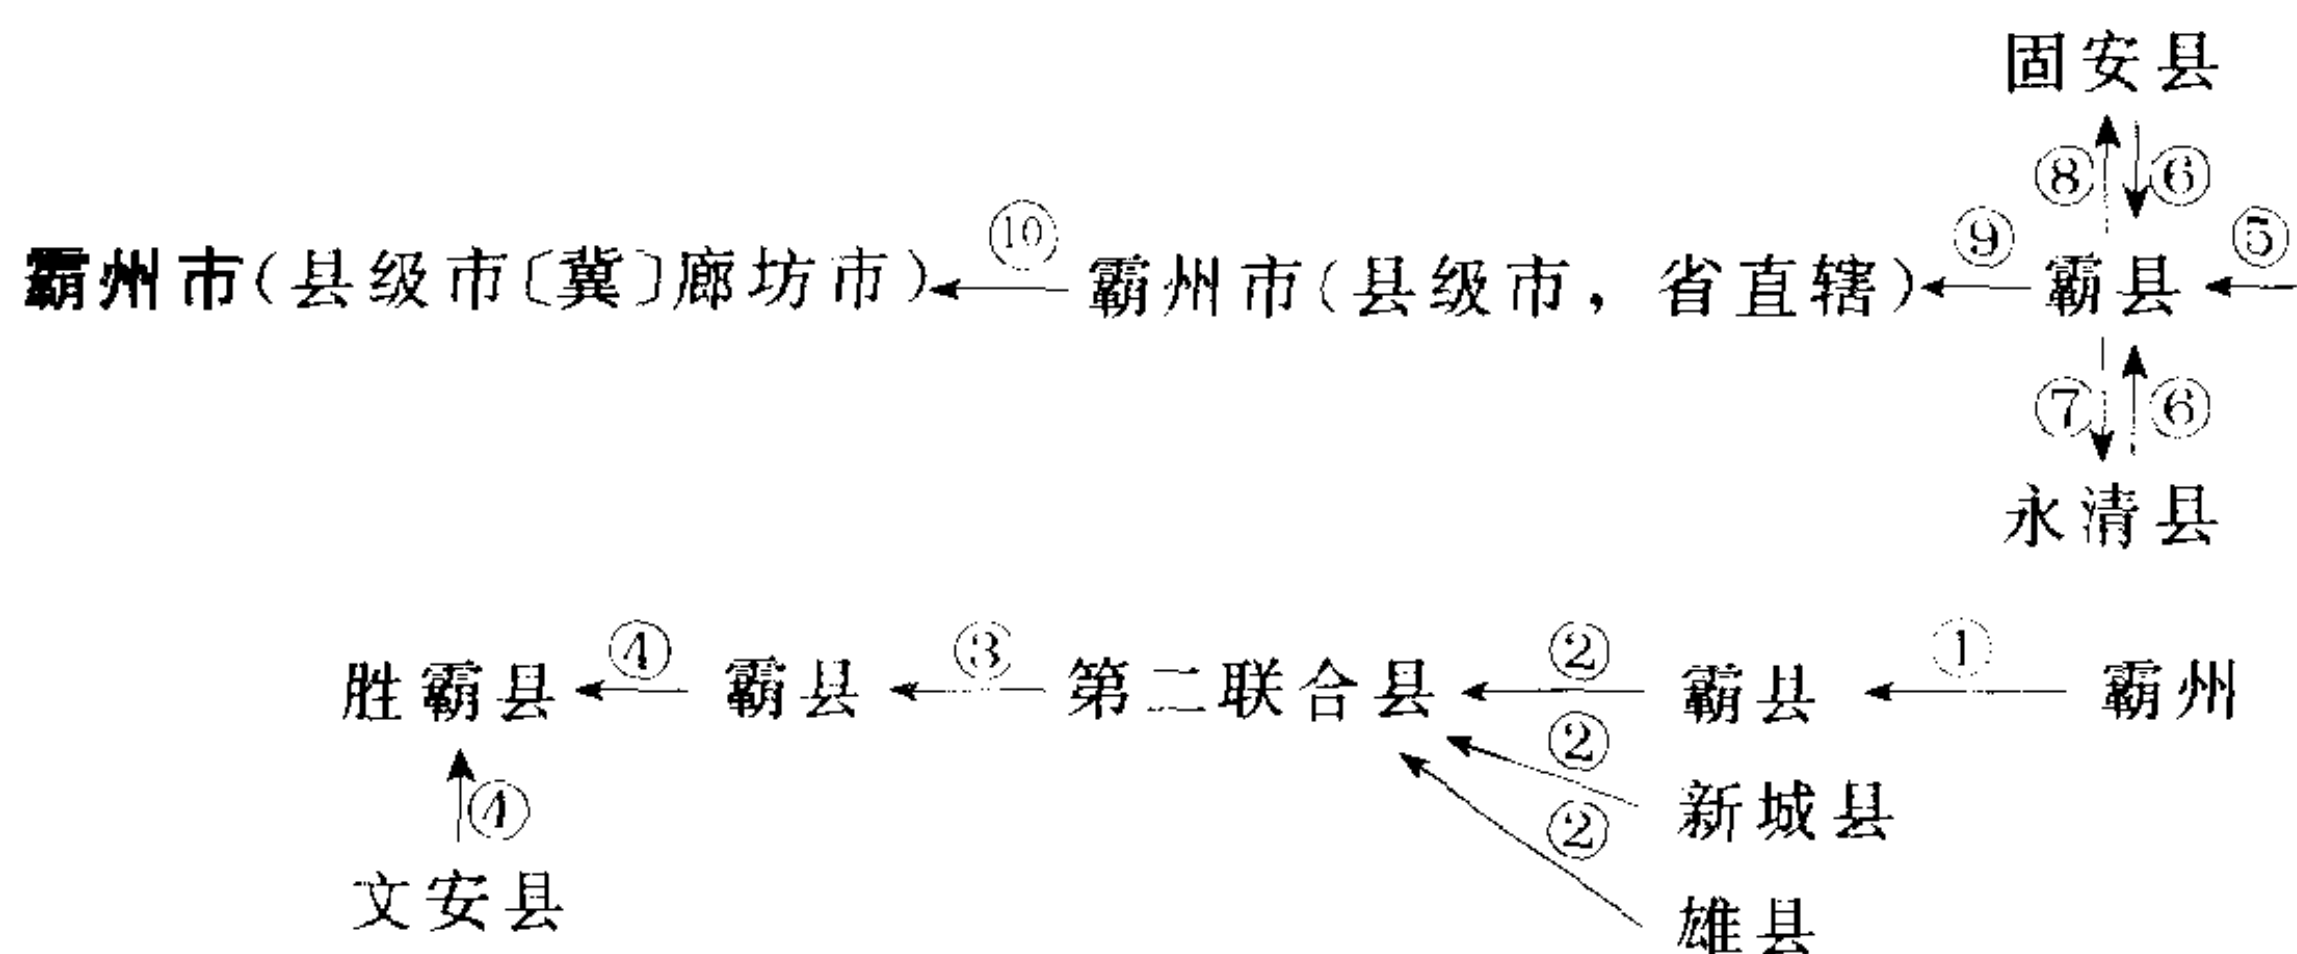 固安县
⑧ ⑥
霸州市(县级市〔冀〕廊坊市) ⑩ 霸州市(县级市，省直辖) ⑨ 霸县 ⑤
⑦ ⑥
永清县
胜霸县 ④ 霸县 ③ 第二联合县 ② 霸县 ① 霸州
④ ② 新城县
文安县 ② 雄县